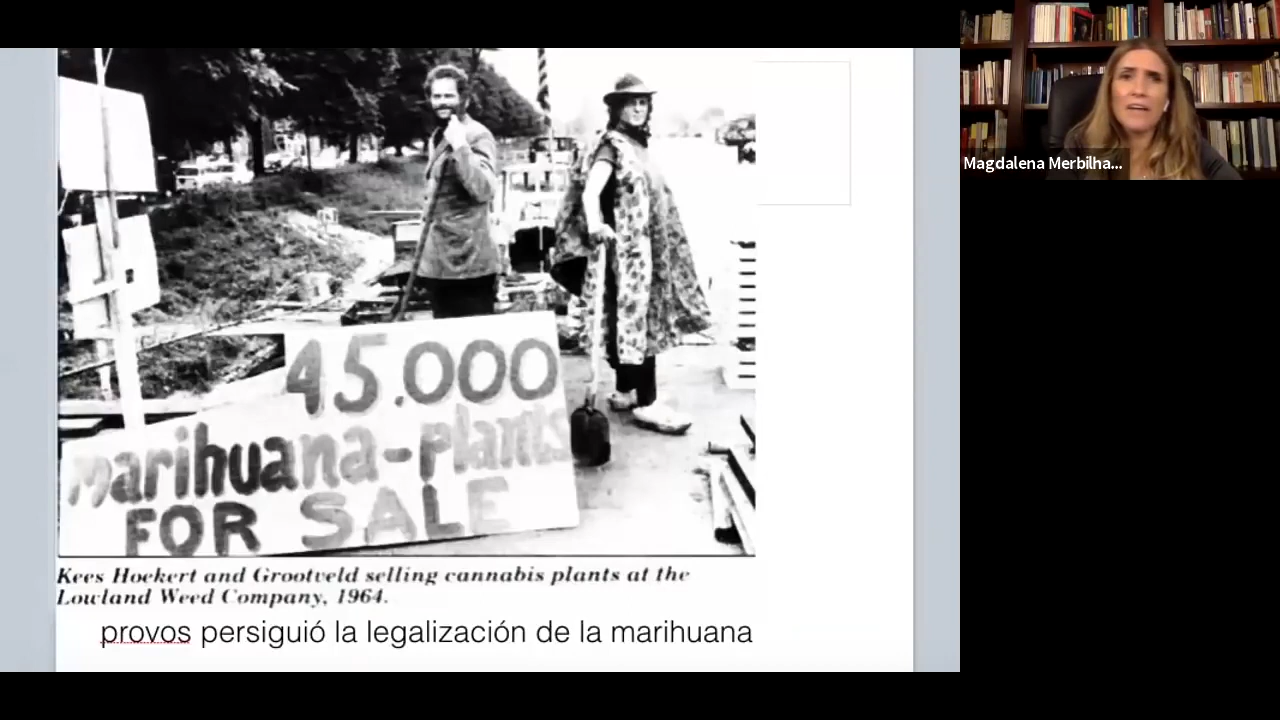 45.000
marihuana-plants
FOR SALE
Kees Hoekert and Grootveld selling cannabis plants at the
Lowland Weed Company, 1964.
provos persiguió la legalización de la marihuana
Magdalena Merbilha...